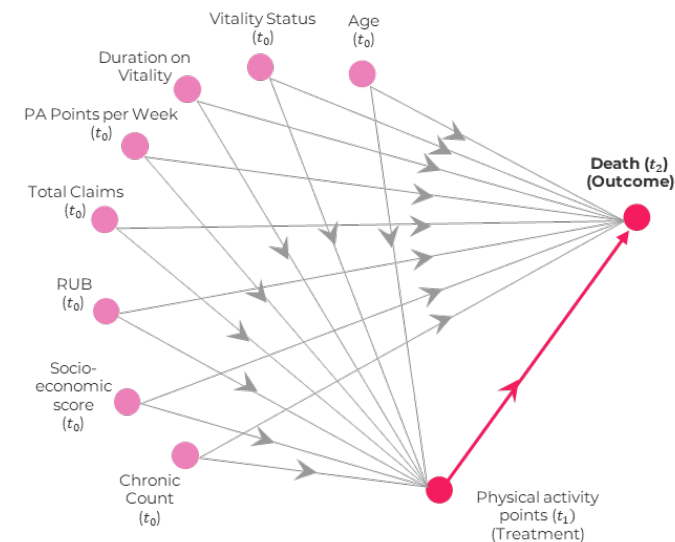 Vitality Status
(t₀)
Age
(t₀)
Duration on
Vitality
PA Points per Week
(t₀)
Total Claims
(t₀)
RUB
(t₀)
Socio-
economic
score
(t₀)
Chronic
Count
(t₀)
Death (t₂)
(Outcome)
Physical activity
points (t₁)
(Treatment)